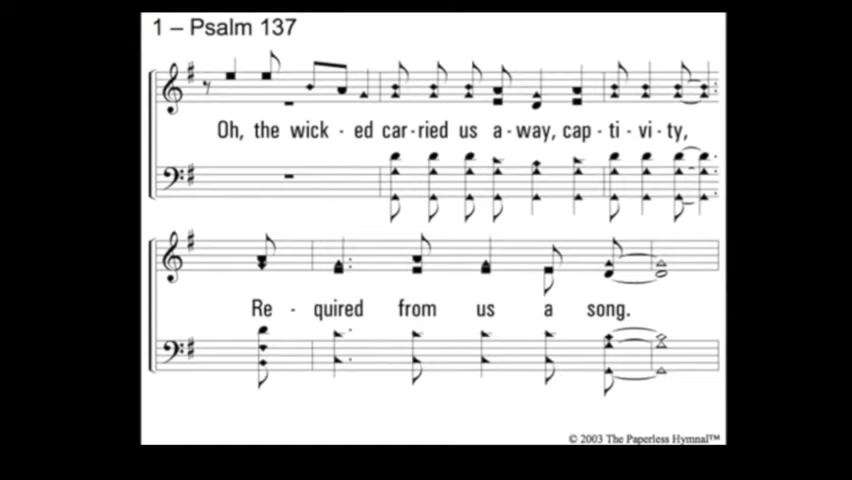 1 – Psalm 137
Oh, the wick - ed car - ried us a - way, cap - ti - vi - ty,
Re - quired from us a song.
© 2003 The Paperless Hymnal™